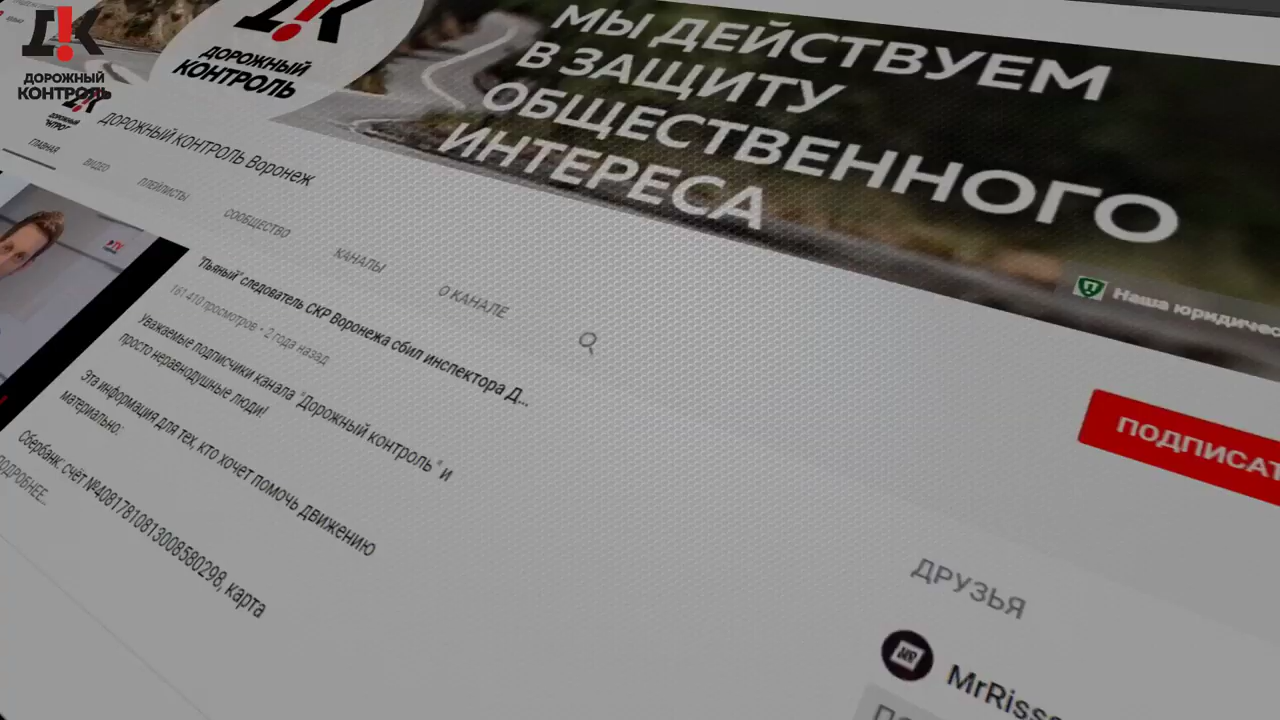 Д!К
ДОРОЖНЫЙ
КОНТРОЛЬ
Д!К
ДОРОЖНЫЙ
КОНТРОЛЬ
МЫ ДЕЙСТВУЕМ
В ЗАЩИТУ
ОБЩЕСТВЕННОГО
ИНТЕРЕСА
Наша юридичес
ДОРОЖНЫЙ КОНТРОЛЬ Воронеж
ГЛАВНАЯ
ВИДЕО
ПЛЕЙЛИСТЫ
СООБЩЕСТВО
КАНАЛЫ
О КАНАЛЕ
ПОДПИСАТ
"Пьяный" следователь СКР Воронежа сбил инспектора Д...
161 410 просмотров • 2 года назад
Уважаемые подписчики канала "Дорожный контроль " и
просто неравнодушные люди!
Эта информация для тех, кто хочет помочь движению
материально:
Сбербанк: счёт №40817810813008580298, карта
ПОДРОБНЕЕ...
ДРУЗЬЯ
MrRiss